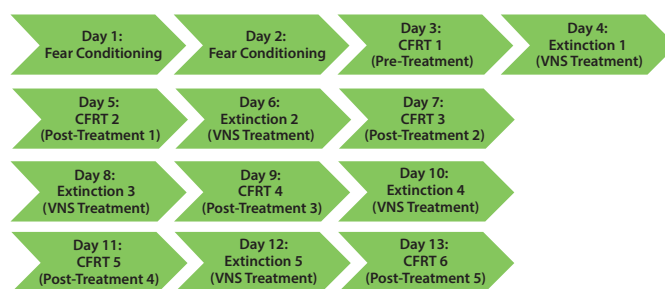 Day 1:
Fear Conditioning
Day 2:
Fear Conditioning
Day 3:
CFRT 1
(Pre-Treatment)
Day 4:
Extinction 1
(VNS Treatment)
Day 5:
CFRT 2
(Post-Treatment 1)
Day 6:
Extinction 2
(VNS Treatment)
Day 7:
CFRT 3
(Post-Treatment 2)
Day 8:
Extinction 3
(VNS Treatment)
Day 9:
CFRT 4
(Post-Treatment 3)
Day 10:
Extinction 4
(VNS Treatment)
Day 11:
CFRT 5
(Post-Treatment 4)
Day 12:
Extinction 5
(VNS Treatment)
Day 13:
CFRT 6
(Post-Treatment 5)